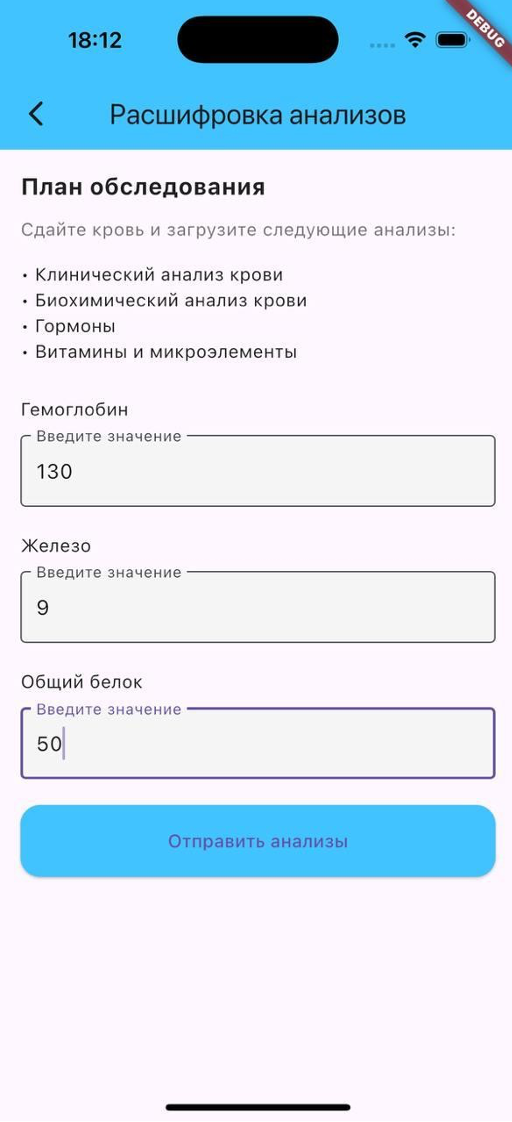 18:12
DEBUG
Расшифровка анализов
План обследования
Сдайте кровь и загрузите следующие анализы:
• Клинический анализ крови
• Биохимический анализ крови
• Гормоны
• Витамины и микроэлементы
Гемоглобин
Введите значение
130
Железо
Введите значение
9
Общий белок
Введите значение
50
Отправить анализы